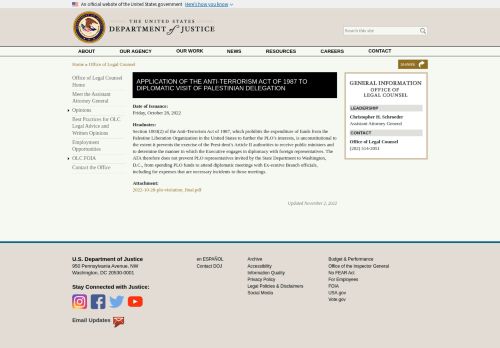 An official website of the United States government Here's how you know
THE UNITED STATES
DEPARTMENT of JUSTICE
Search this site
ABOUT OUR AGENCY OUR WORK NEWS RESOURCES CAREERS CONTACT
Home » Office of Legal Counsel
SHARE
Office of Legal Counsel Home
Meet the Assistant Attorney General
Opinions
Best Practices for OLC Legal Advice and Written Opinions
Employment Opportunities
OLC FOIA
Contact the Office
APPLICATION OF THE ANTI-TERRORISM ACT OF 1987 TO
DIPLOMATIC VISIT OF PALESTINIAN DELEGATION
Date of Issuance:
Friday, October 28, 2022
Headnotes:
Section 1003(2) of the Anti-Terrorism Act of 1987, which prohibits the expenditure of funds from the
Palestine Liberation Organization in the United States to further the PLO's interests, is unconstitutional to
the extent it prevents the exercise of the President's Article II authorities to receive public ministers and
to determine the manner in which the Executive engages in diplomacy with foreign representatives. The
ATA therefore does not prevent PLO representatives invited by the State Department to Washington,
D.C., from spending PLO funds to attend diplomatic meetings with Executive Branch officials,
including for expenses that are necessary incidents to those meetings.
Attachment:
2022-10-28-plo-visitation_final.pdf
Updated November 2, 2022
GENERAL INFORMATION
OFFICE OF
LEGAL COUNSEL
LEADERSHIP
Christopher H. Schroeder
Assistant Attorney General
CONTACT
Office of Legal Counsel
(202) 514-2051
U.S. Department of Justice
950 Pennsylvania Avenue, NW
Washington, DC 20530-0001
Stay Connected with Justice:
Email Updates
en ESPAÑOL
Contact DOJ
Archive
Accessibility
Information Quality
Privacy Policy
Legal Policies & Disclaimers
Social Media
Budget & Performance
Office of the Inspector General
No FEAR Act
For Employees
FOIA
USA.gov
Vote.gov